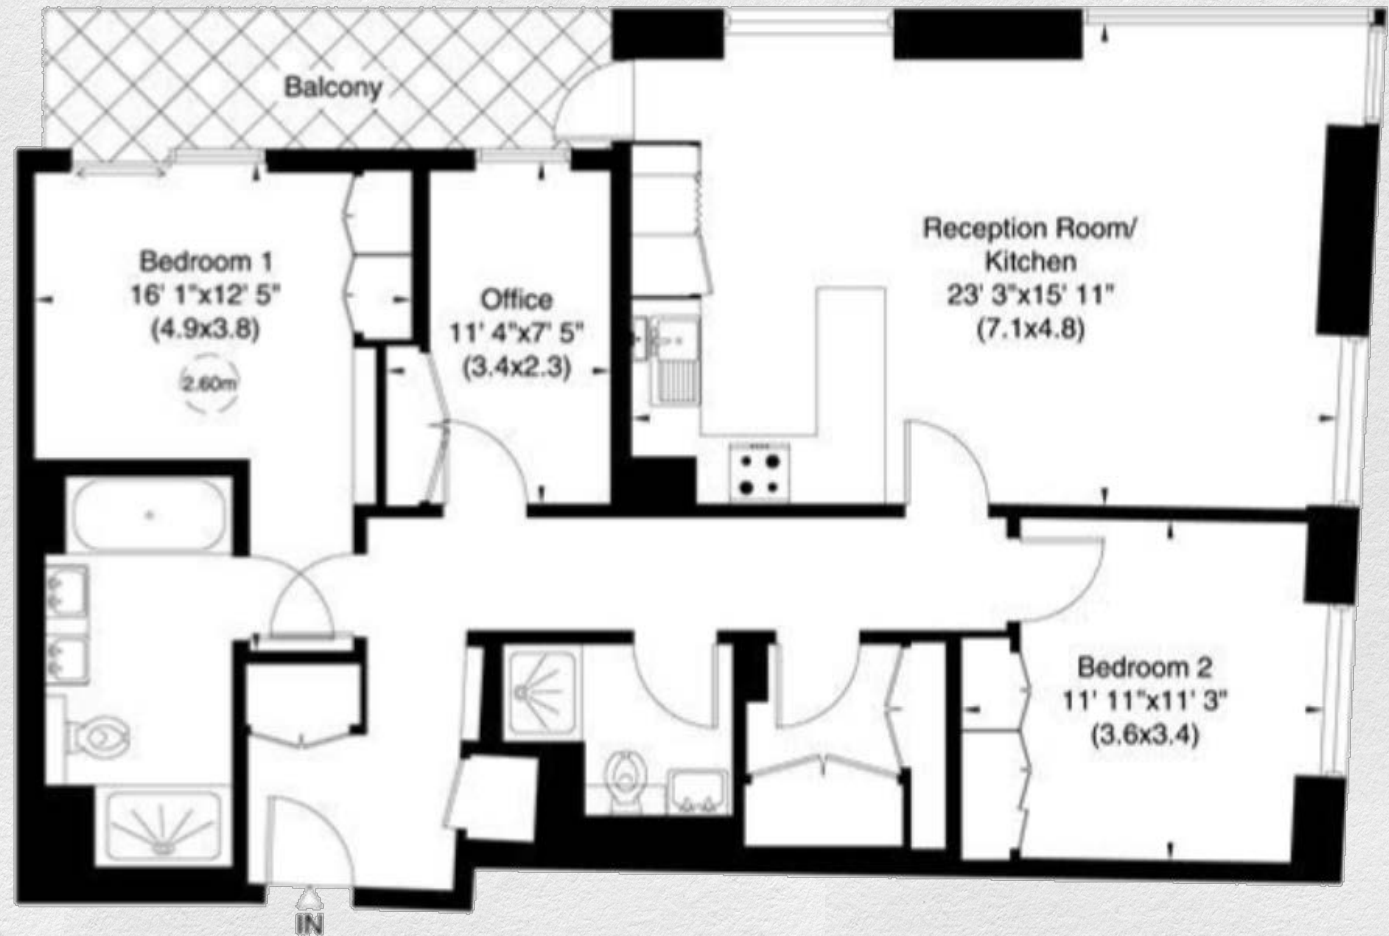 Balcony
Bedroom 1
16' 1"x12' 5"
(4.9x3.8)
2.60m
Office
11' 4"x7' 5"
(3.4x2.3)
Reception Room/
Kitchen
23' 3"x15' 11"
(7.1x4.8)
Bedroom 2
11' 11"x11' 3"
(3.6x3.4)
IN